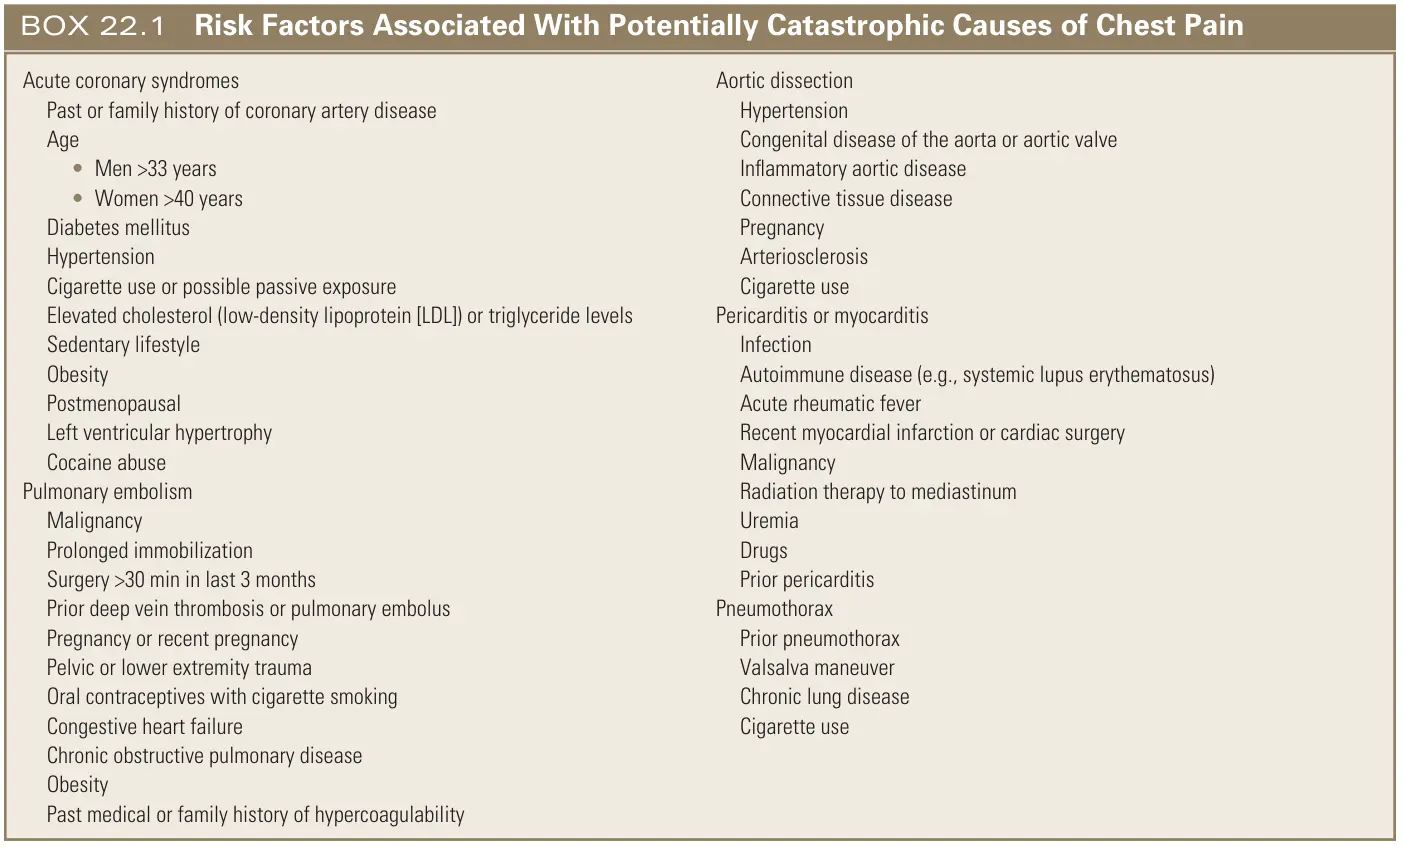 BOX 22.1 Risk Factors Associated With Potentially Catastrophic Causes of Chest Pain
Acute coronary syndromes
Past or family history of coronary artery disease
Age
• Men >33 years
• Women >40 years
Diabetes mellitus
Hypertension
Cigarette use or possible passive exposure
Elevated cholesterol (low-density lipoprotein [LDL]) or triglyceride levels
Sedentary lifestyle
Obesity
Postmenopausal
Left ventricular hypertrophy
Cocaine abuse
Pulmonary embolism
Malignancy
Prolonged immobilization
Surgery >30 min in last 3 months
Prior deep vein thrombosis or pulmonary embolus
Pregnancy or recent pregnancy
Pelvic or lower extremity trauma
Oral contraceptives with cigarette smoking
Congestive heart failure
Chronic obstructive pulmonary disease
Obesity
Past medical or family history of hypercoagulability
Aortic dissection
Hypertension
Congenital disease of the aorta or aortic valve
Inflammatory aortic disease
Connective tissue disease
Pregnancy
Arteriosclerosis
Cigarette use
Pericarditis or myocarditis
Infection
Autoimmune disease (e.g., systemic lupus erythematosus)
Acute rheumatic fever
Recent myocardial infarction or cardiac surgery
Malignancy
Radiation therapy to mediastinum
Uremia
Drugs
Prior pericarditis
Pneumothorax
Prior pneumothorax
Valsalva maneuver
Chronic lung disease
Cigarette use